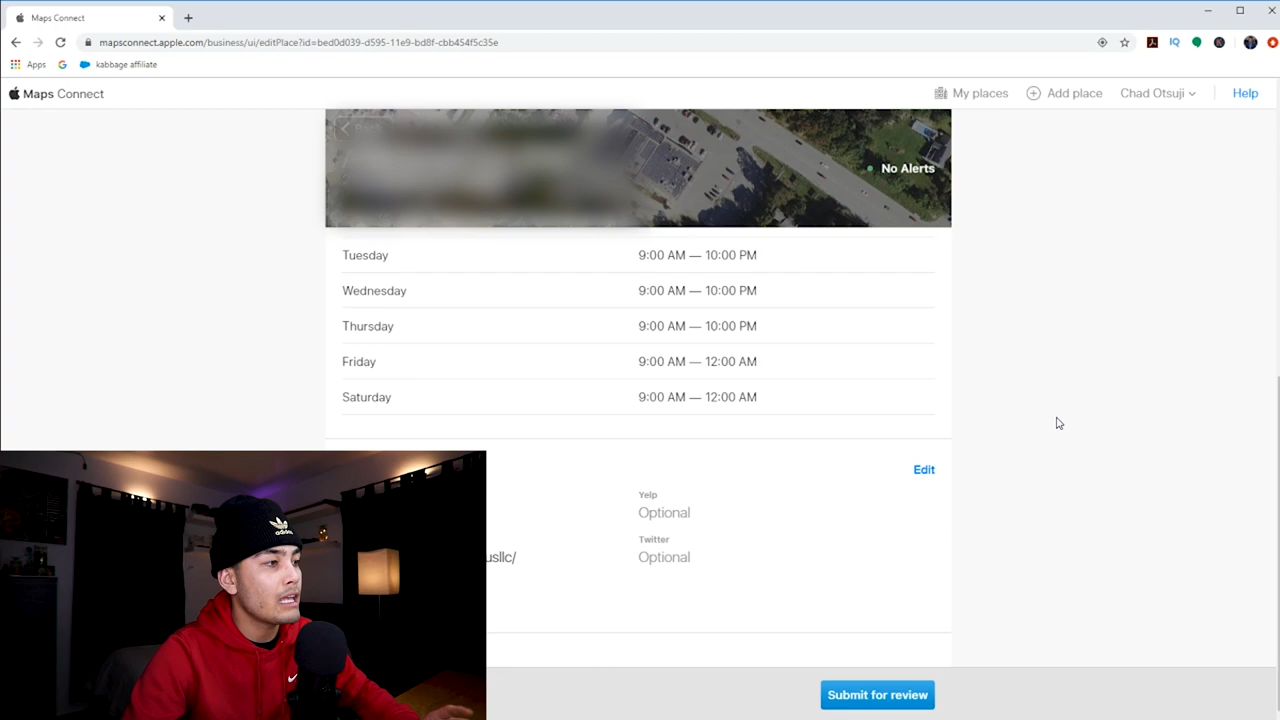 Maps Connect
mapsconnect.apple.com/business/ui/editPlace?id=bed0d039-d595-11e9-bd8f-cbb454f5c35e
IQ
Apps
G
kabbage affiliate
Maps Connect
My places
Add place
Chad Otsuji
Help
No Alerts
Tuesday 9:00 AM — 10:00 PM
Wednesday 9:00 AM — 10:00 PM
Thursday 9:00 AM — 10:00 PM
Friday 9:00 AM — 12:00 AM
Saturday 9:00 AM — 12:00 AM
Edit
Yelp
Optional
Twitter
usllc/ Optional
adidas
Submit for review